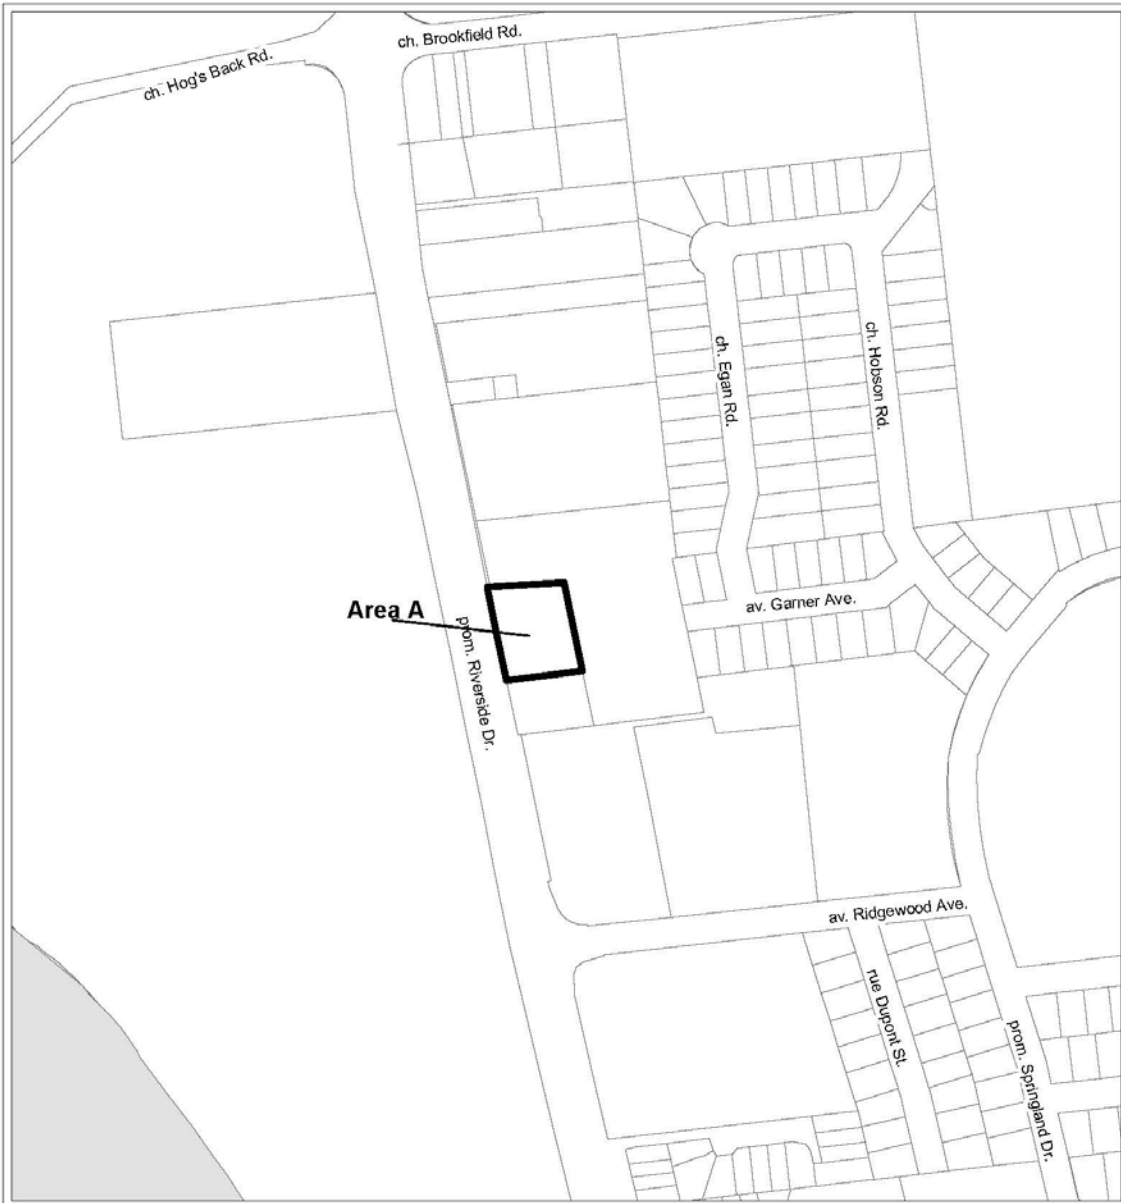 ch. Brookfield Rd.
ch. Hog's Back Rd.
ch. Egan Rd.
ch. Hobson Rd.
av. Garner Ave.
Area A
prom. Riverside Dr.
av. Ridgewood Ave.
rue Dupont St.
prom. Springland Dr.